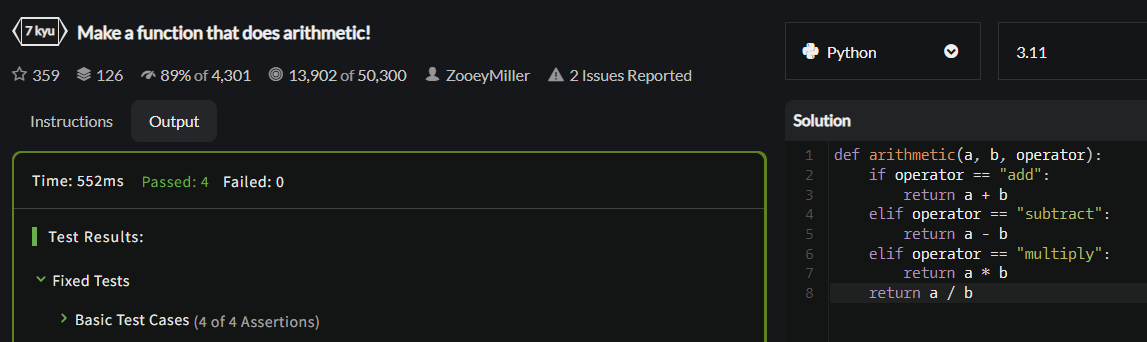 7 kyu Make a function that does arithmetic!
359 126 89% of 4,301 13,902 of 50,300 ZooeyMiller 2 Issues Reported
Instructions Output
Time: 552ms Passed: 4 Failed: 0
Test Results:
Fixed Tests
Basic Test Cases (4 of 4 Assertions)
Python 3.11
Solution
1 def arithmetic(a, b, operator):
2     if operator == "add":
3         return a + b
4     elif operator == "subtract":
5         return a - b
6     elif operator == "multiply":
7         return a * b
8     return a / b